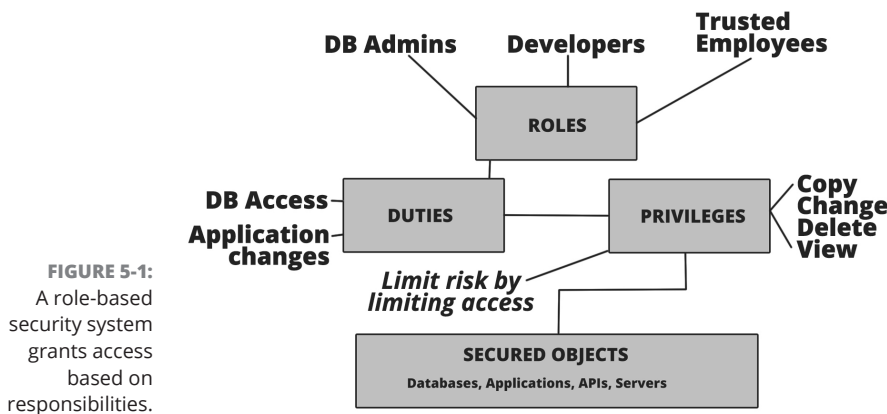 DB Admins
Developers
Trusted
Employees
ROLES
DB Access
Application
changes
DUTIES
PRIVILEGES
Copy
Change
Delete
View
Limit risk by
limiting access
SECURED OBJECTS
Databases, Applications, APIs, Servers
FIGURE 5-1:
A role-based
security system
grants access
based on
responsibilities.